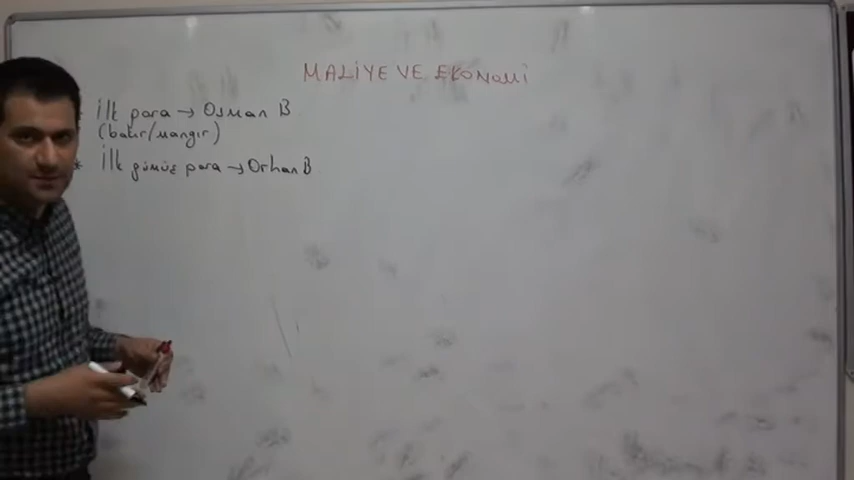 MALİYE VE EKONOMİ
* İlk para → Osman B
(bakır/mangır)
* İlk gümüş para → Orhan B